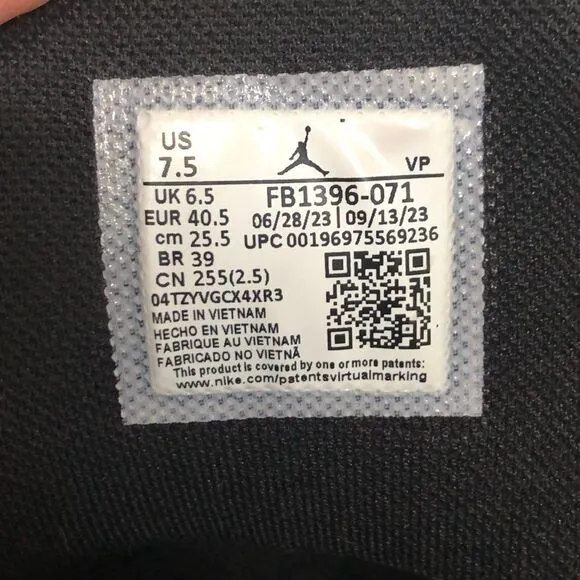 US
7.5
VP
UK 6.5
FB1396-071
EUR 40.5
06/28/23 | 09/13/23
cm 25.5
UPC 00196975569236
BR 39
CN 255(2.5)
04TZYVGCX4XR3
MADE IN VIETNAM
HECHO EN VIETNAM
FABRIQUE AU VIETNAM
FABRICADO NO VIETNÃ
This product is covered by one or more patents:
www.nike.com/patentsvirtualmarking